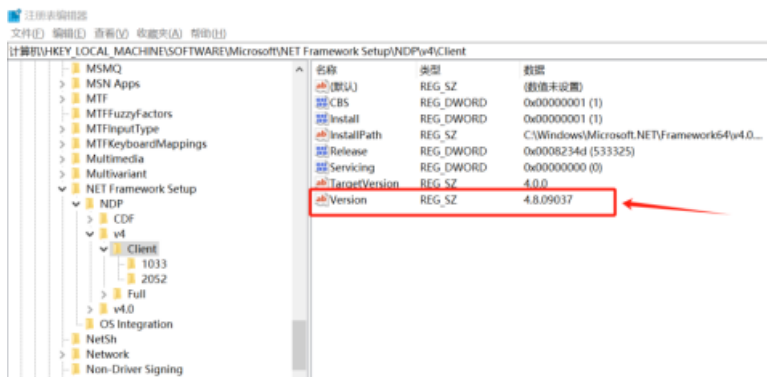 注册表编辑器
文件(F) 编辑(E) 查看(V) 收藏夹(A) 帮助(H)
计算机\HKEY_LOCAL_MACHINE\SOFTWARE\Microsoft\NET Framework Setup\NDP\v4\Client
MSMQ
MSN Apps
MTF
MTFFuzzyFactors
MTFInputType
MTFKeyboardMappings
Multimedia
Multivariant
NET Framework Setup
NDP
CDF
v4
Client
1033
2052
Full
v4.0
OS Integration
NetSh
Network
Non-Driver Signing
名称 类型 数据
(默认) REG_SZ (数值未设置)
CBS REG_DWORD 0x00000001 (1)
Install REG_DWORD 0x00000001 (1)
InstallPath REG_SZ C:\Windows\Microsoft.NET\Framework64\v4.0...
Release REG_DWORD 0x0008234d (533325)
Servicing REG_DWORD 0x00000000 (0)
TargetVersion REG_SZ 4.0.0
Version REG_SZ 4.8.09037